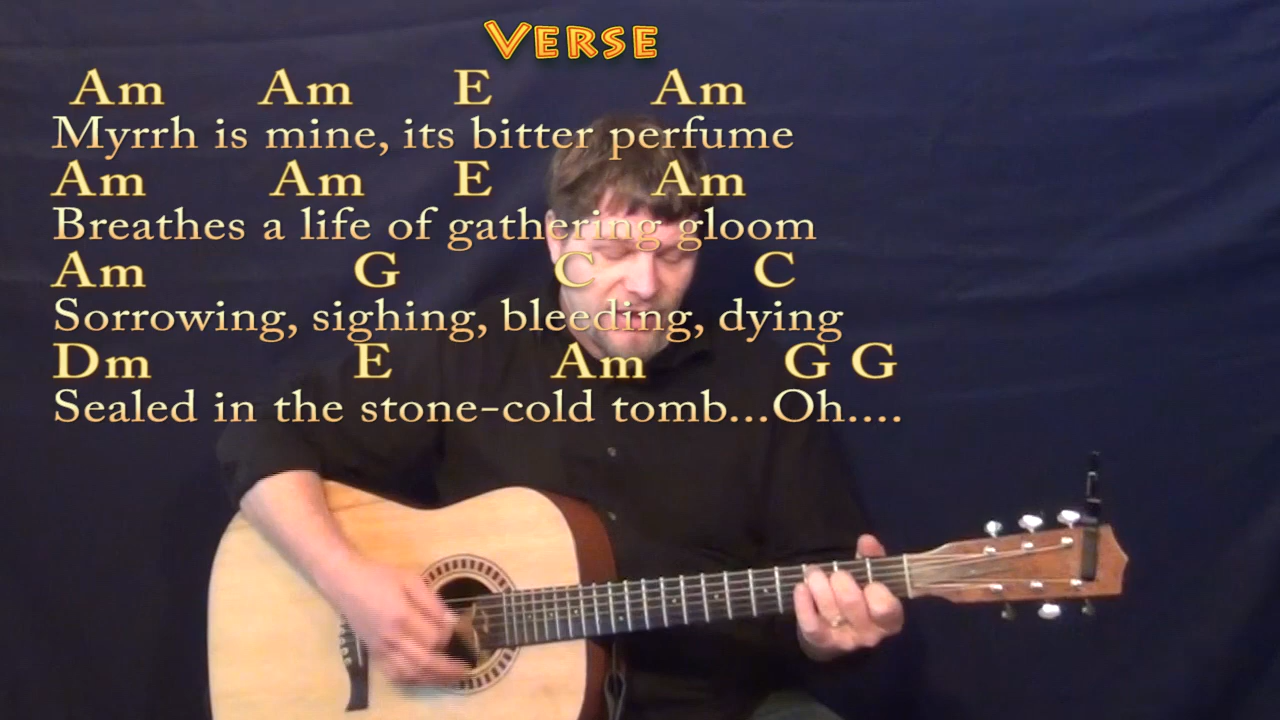 VERSE
Am Am E Am
Myrrh is mine, its bitter perfume
Am Am E Am
Breathes a life of gathering gloom
Am G C C
Sorrowing, sighing, bleeding, dying
Dm E Am G G
Sealed in the stone-cold tomb...Oh....